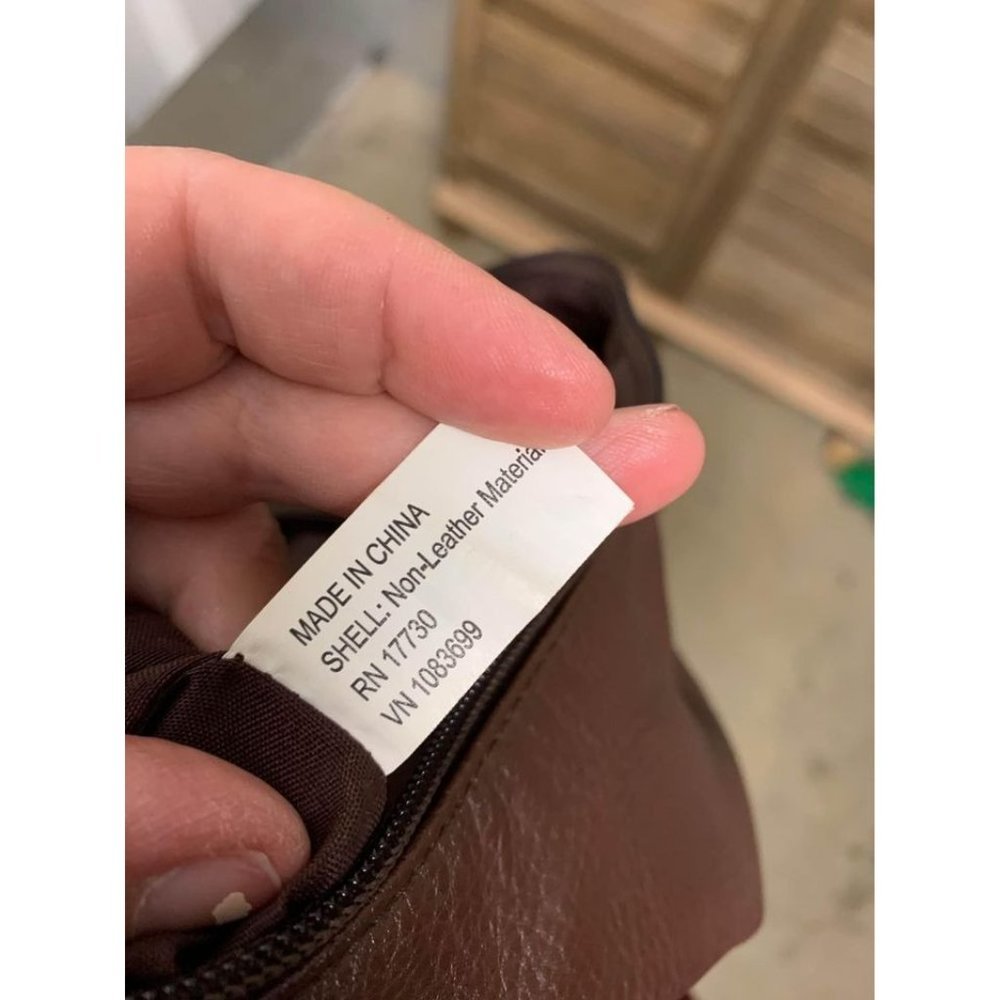 MADE IN CHINA
SHELL: Non-Leather Material
RN 17730
VN 1083699